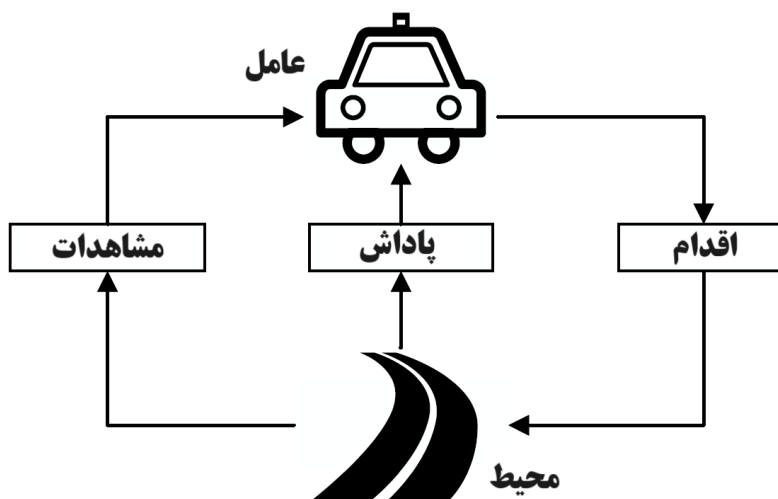 عامل
اقدام
پاداش
مشاهدات
محیط